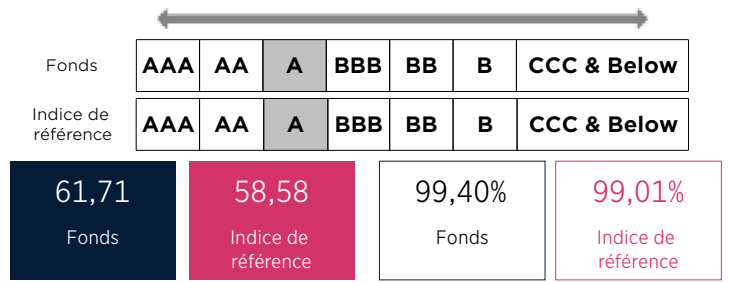 Fonds AAA AA A BBB BB B CCC & Below
Indice de
référence
AAA AA A BBB BB B CCC & Below
61,71
Fonds
58,58
Indice de
référence
99,40%
Fonds
99,01%
Indice de
référence